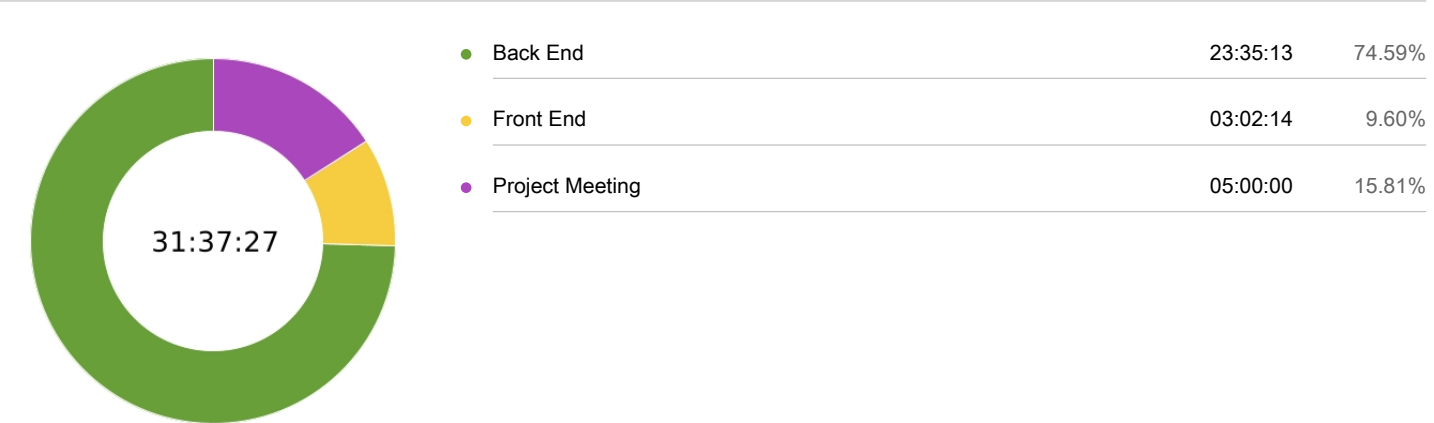 Back End 23:35:13 74.59%
Front End 03:02:14 9.60%
Project Meeting 05:00:00 15.81%
31:37:27